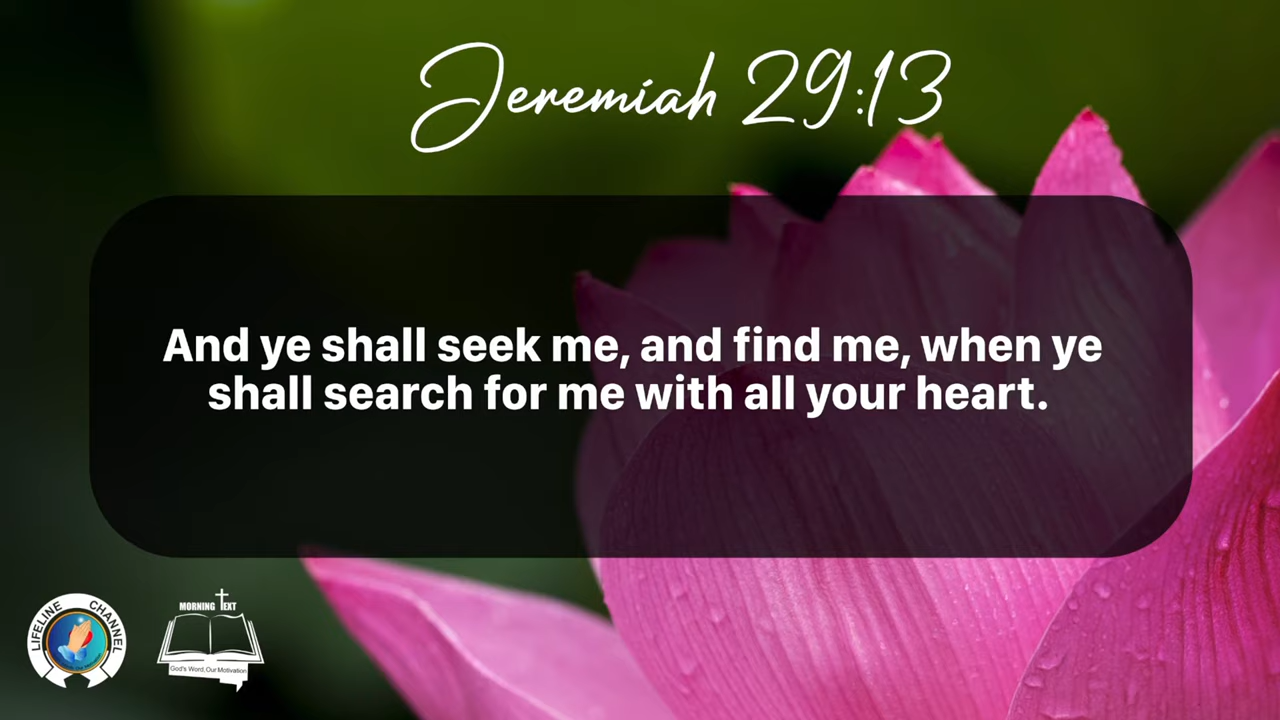 Jeremiah 29:13
And ye shall seek me, and find me, when ye
shall search for me with all your heart.
LIFELINE CHANNEL
MORNING TEXT
God's Word, Our Motivation